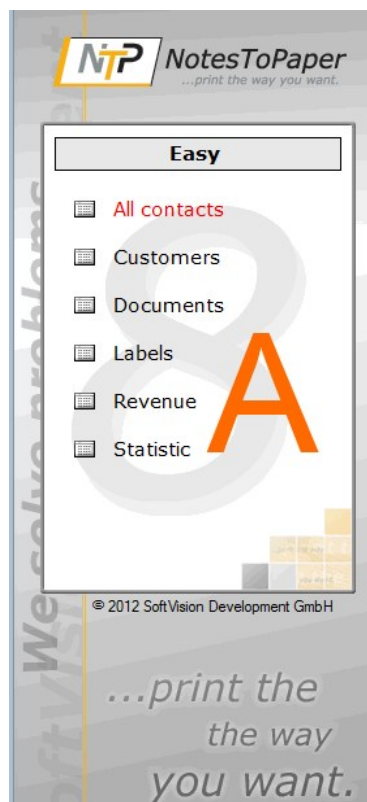 NTP NotesToPaper
...print the way you want.
Easy
All contacts
Customers
Documents
Labels
Revenue
Statistic
8
A
© 2012 SoftVision Development GmbH
We solve problems
...print the
the way
you want.